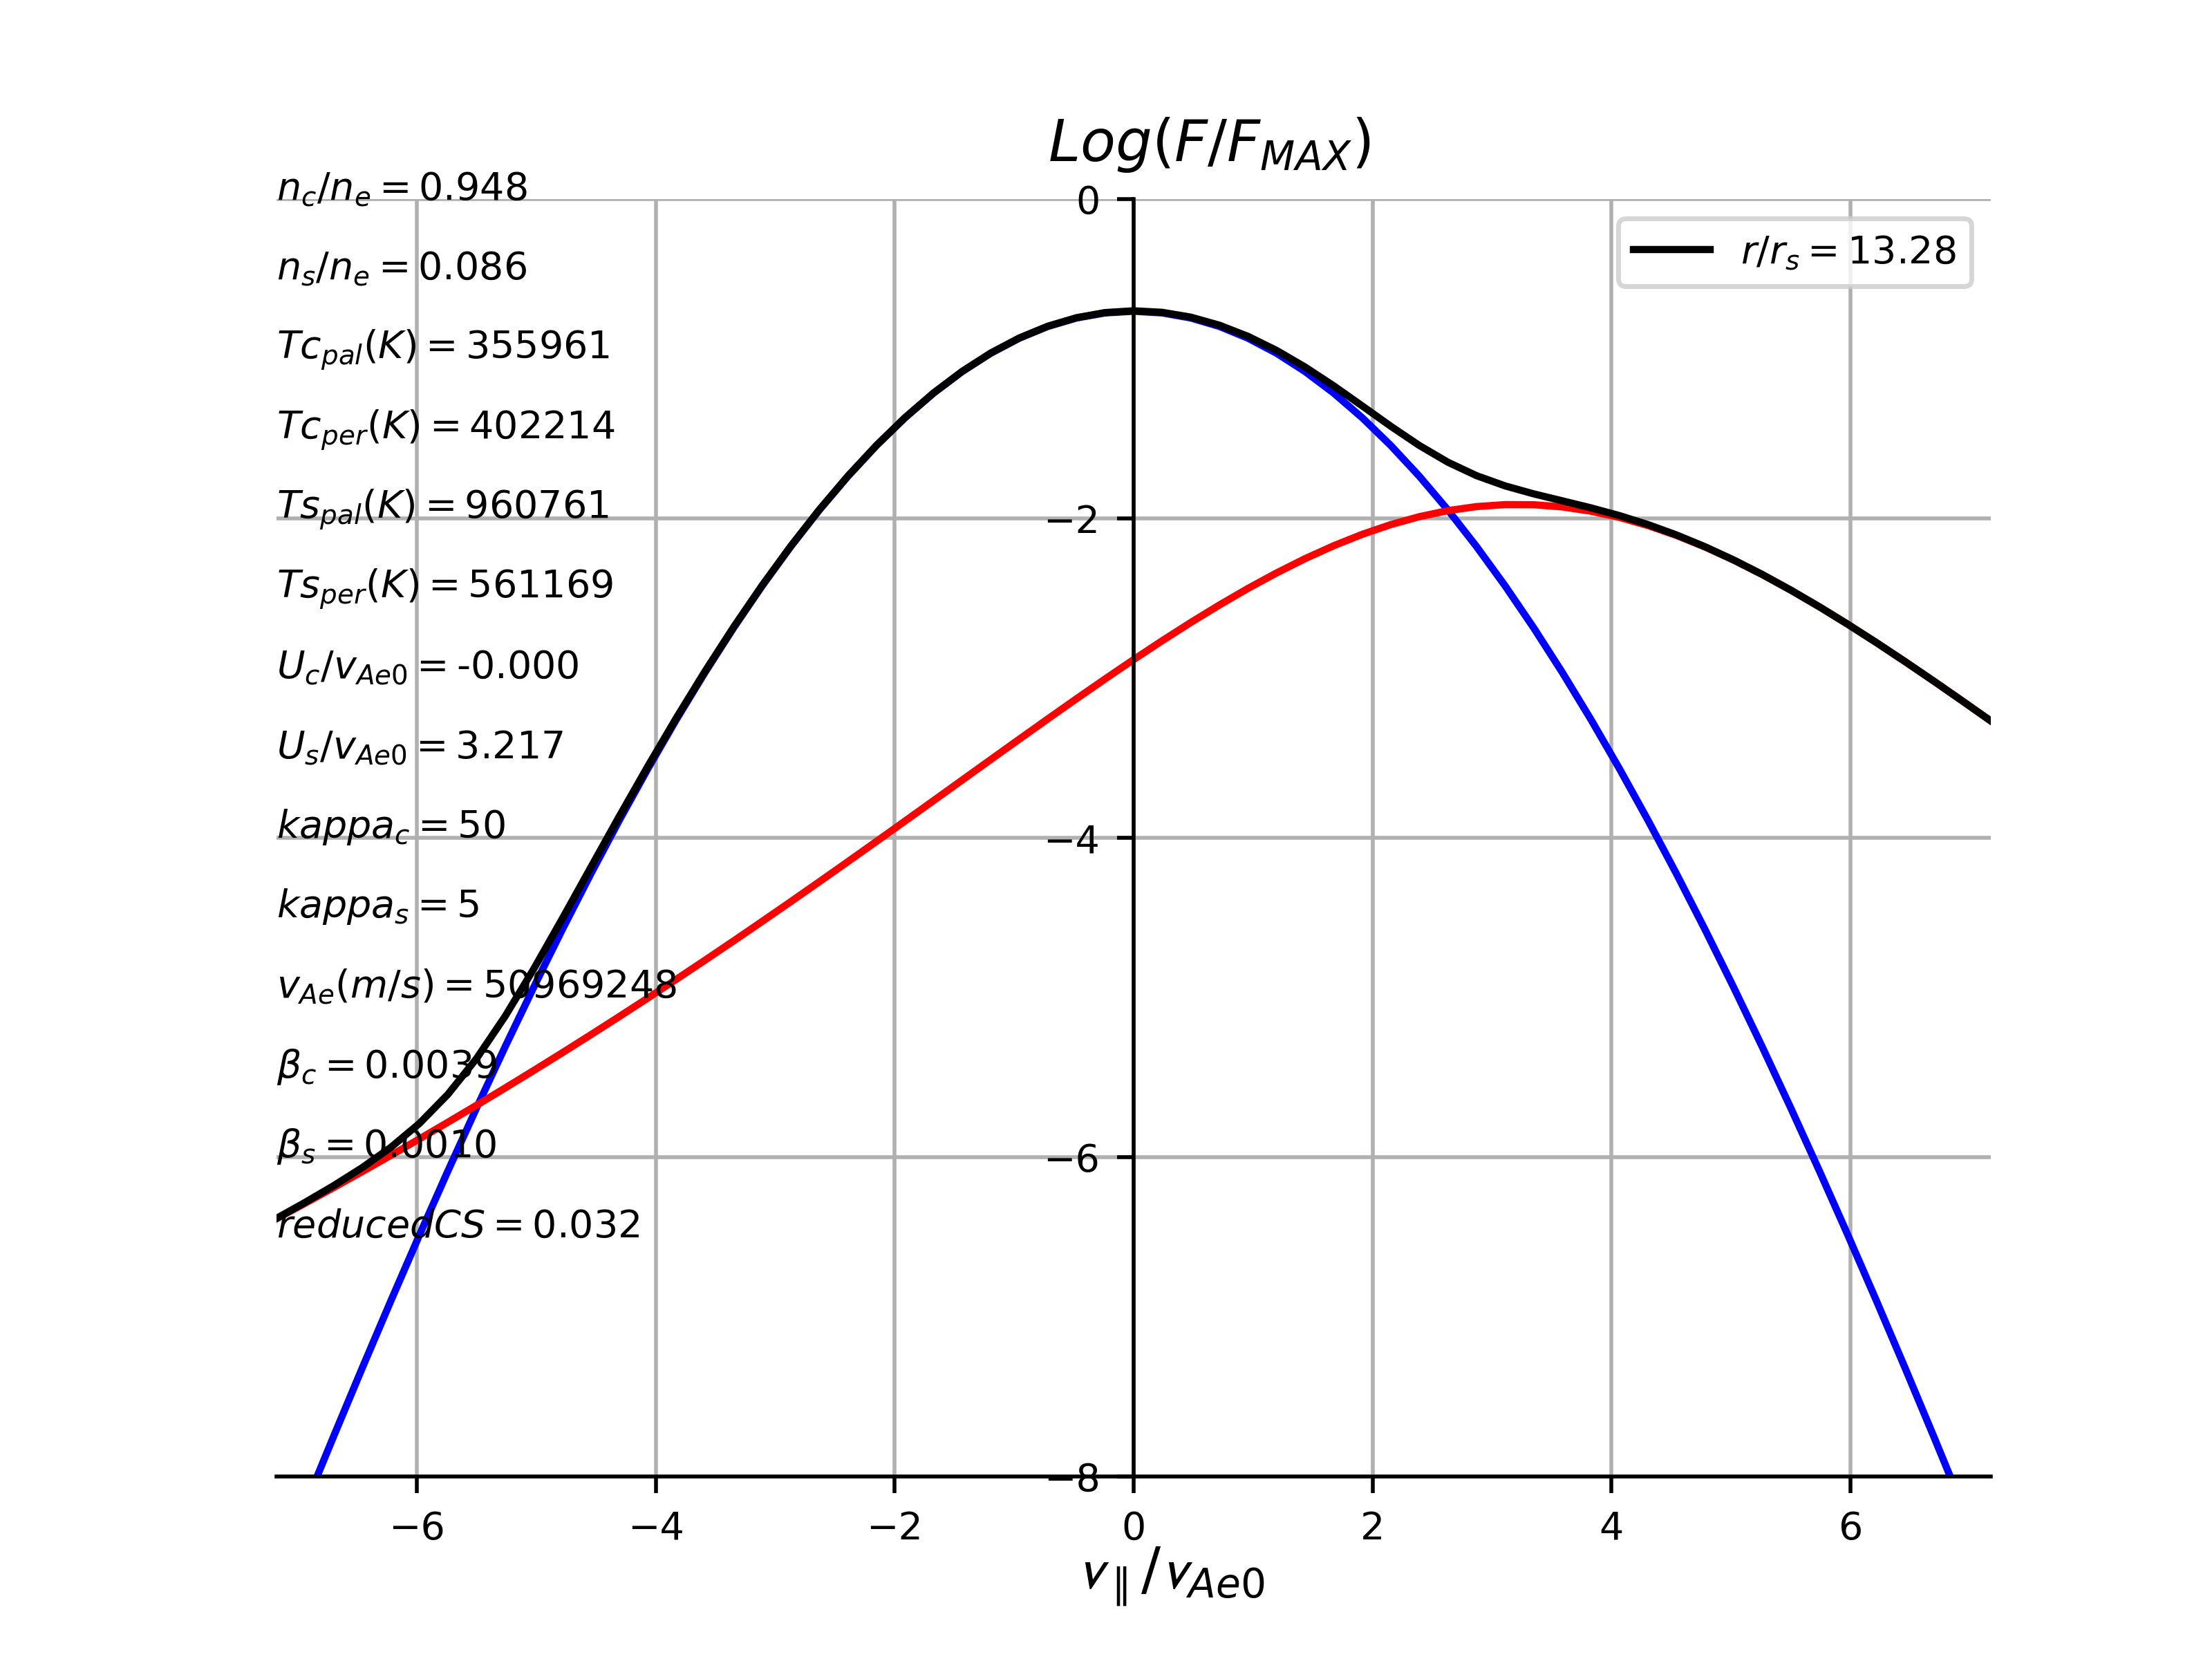 Log(F/F_MAX)
n_c/n_e = 0.948
n_s/n_e = 0.086
Tc_pal(K) = 355961
Tc_per(K) = 402214
Ts_pal(K) = 960761
Ts_per(K) = 561169
U_c/v_Ae0 = -0.000
U_s/v_Ae0 = 3.217
kappa_c = 50
kappa_s = 5
v_Ae(m/s) = 50969248
β_c = 0.0039
β_s = 0.0010
reducedCS = 0.032
r/r_s = 13.28
0
−2
−4
−6
−8
−6 −4 −2 0 2 4 6
v_∥/v_Ae0